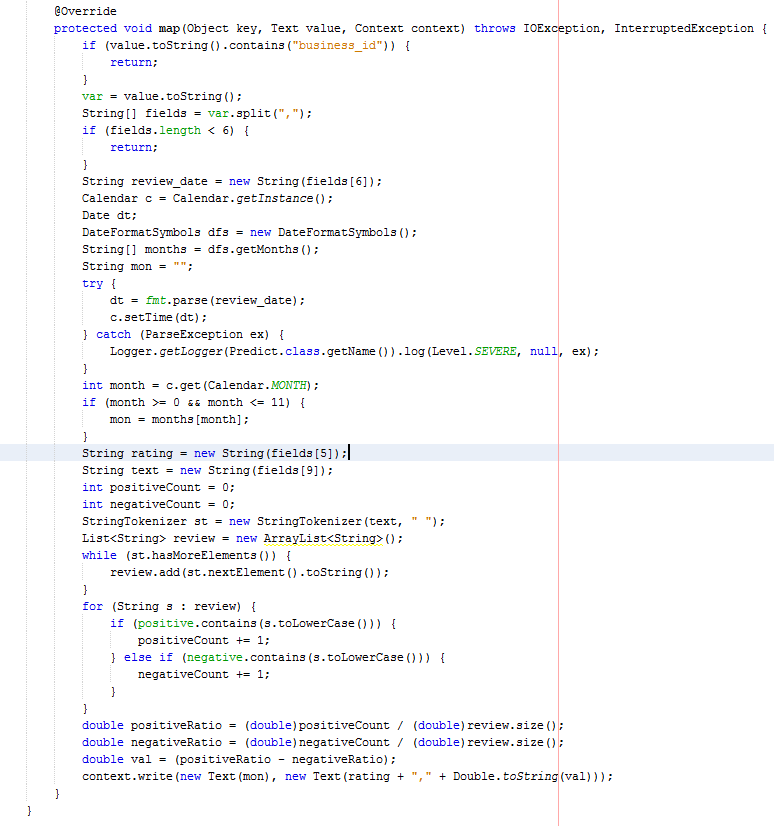 @Override
protected void map(Object key, Text value, Context context) throws IOException, InterruptedException {
if (value.toString().contains("business_id")) {
return;
}
var = value.toString();
String[] fields = var.split(",");
if (fields.length < 6) {
return;
}
String review_date = new String(fields[6]);
Calendar c = Calendar.getInstance();
Date dt;
DateFormatSymbols dfs = new DateFormatSymbols();
String[] months = dfs.getMonths();
String mon = "";
try {
dt = fmt.parse(review_date);
c.setTime(dt);
} catch (ParseException ex) {
Logger.getLogger(Predict.class.getName()).log(Level.SEVERE, null, ex);
}
int month = c.get(Calendar.MONTH);
if (month >= 0 && month <= 11) {
mon = months[month];
}
String rating = new String(fields[5]);
String text = new String(fields[9]);
int positiveCount = 0;
int negativeCount = 0;
StringTokenizer st = new StringTokenizer(text, " ");
List<String> review = new ArrayList<String>();
while (st.hasMoreElements()) {
review.add(st.nextElement().toString());
}
for (String s : review) {
if (positive.contains(s.toLowerCase())) {
positiveCount += 1;
} else if (negative.contains(s.toLowerCase())) {
negativeCount += 1;
}
}
double positiveRatio = (double)positiveCount / (double)review.size();
double negativeRatio = (double)negativeCount / (double)review.size();
double val = (positiveRatio - negativeRatio);
context.write(new Text(mon), new Text(rating + "," + Double.toString(val)));
}
}